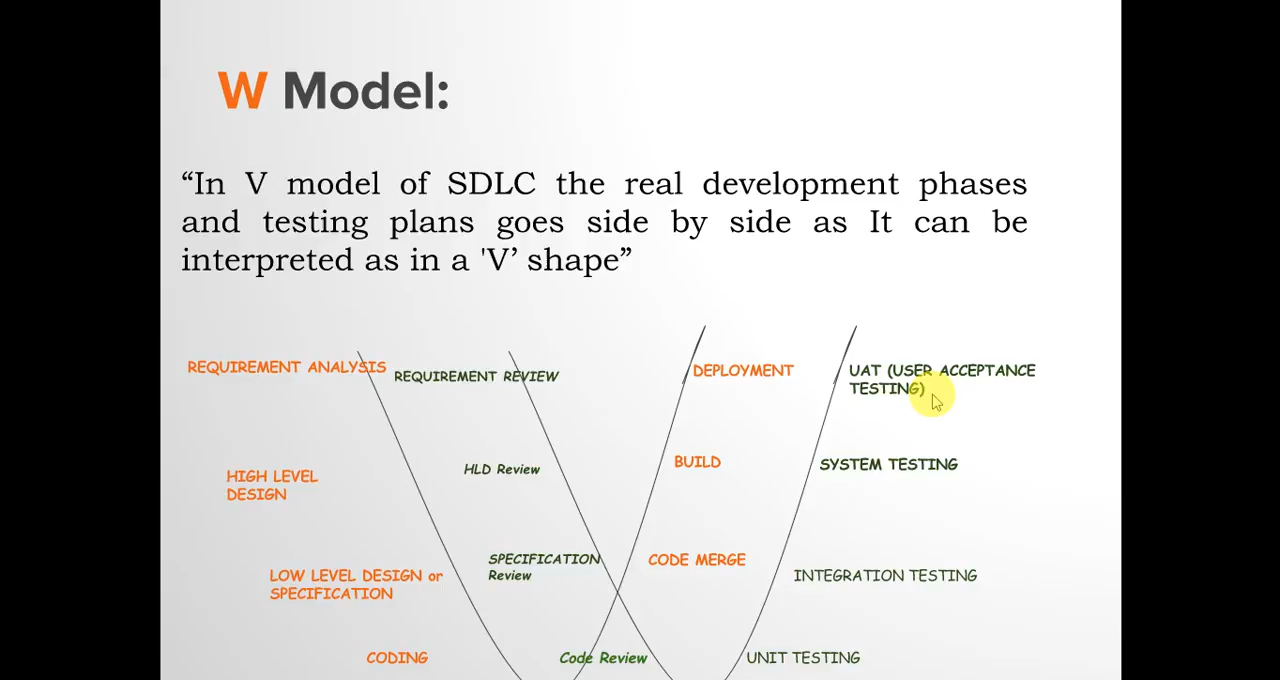 W Model:
“In V model of SDLC the real development phases
and testing plans goes side by side as It can be
interpreted as in a 'V’ shape”
REQUIREMENT ANALYSIS
REQUIREMENT REVIEW
DEPLOYMENT
UAT (USER ACCEPTANCE
TESTING)
HIGH LEVEL
DESIGN
HLD Review
BUILD
SYSTEM TESTING
LOW LEVEL DESIGN or
SPECIFICATION
SPECIFICATION
Review
CODE MERGE
INTEGRATION TESTING
CODING
Code Review
UNIT TESTING